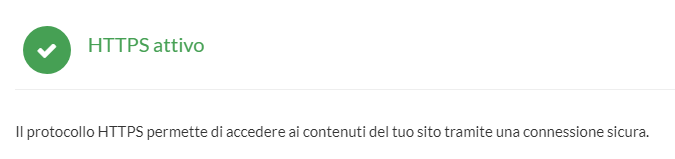 HTTPS attivo
Il protocollo HTTPS permette di accedere ai contenuti del tuo sito tramite una connessione sicura.